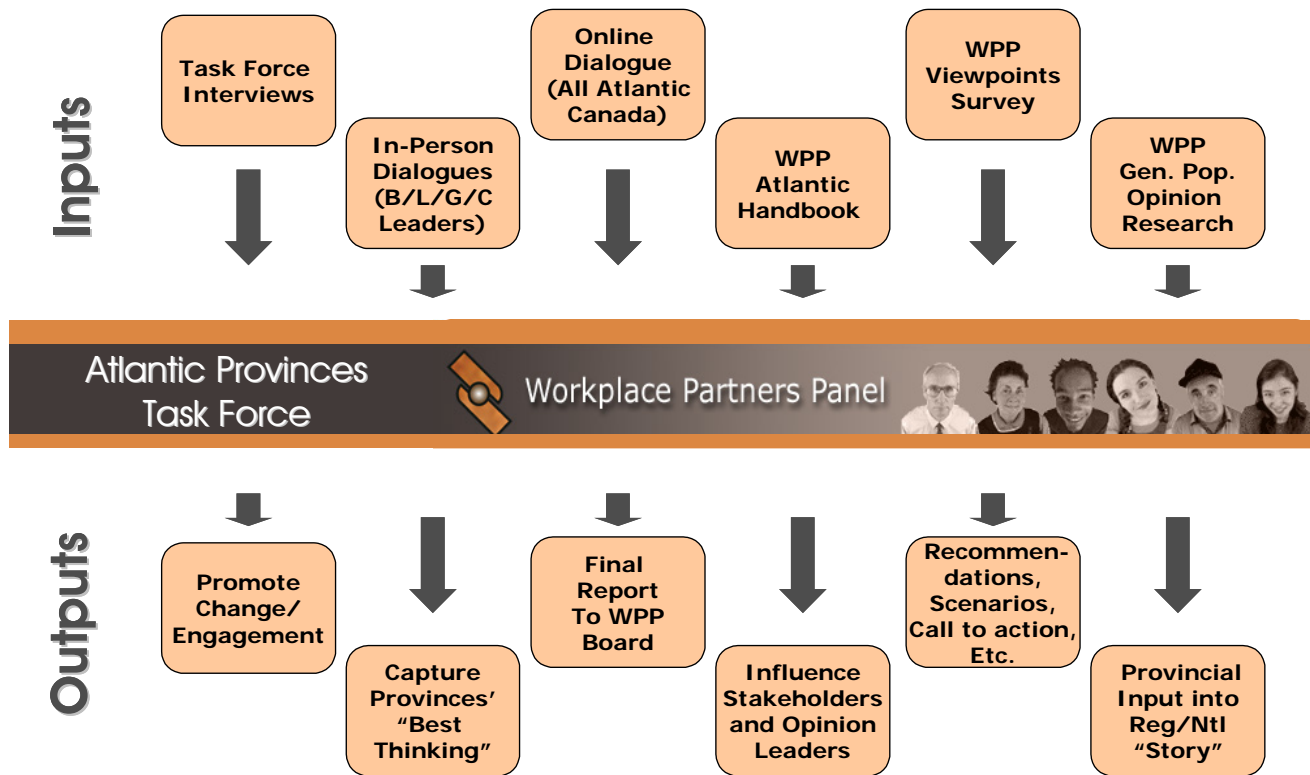 Inputs
Task Force
Interviews
In-Person
Dialogues
(B/L/G/C
Leaders)
Online
Dialogue
(All Atlantic
Canada)
WPP
Atlantic
Handbook
WPP
Viewpoints
Survey
WPP
Gen. Pop.
Opinion
Research
Atlantic Provinces
Task Force
Workplace Partners Panel
Outputs
Promote
Change/
Engagement
Capture
Provinces’
“Best
Thinking”
Final
Report
To WPP
Board
Influence
Stakeholders
and Opinion
Leaders
Recommen-
dations,
Scenarios,
Call to action,
Etc.
Provincial
Input into
Reg/Ntl
“Story”